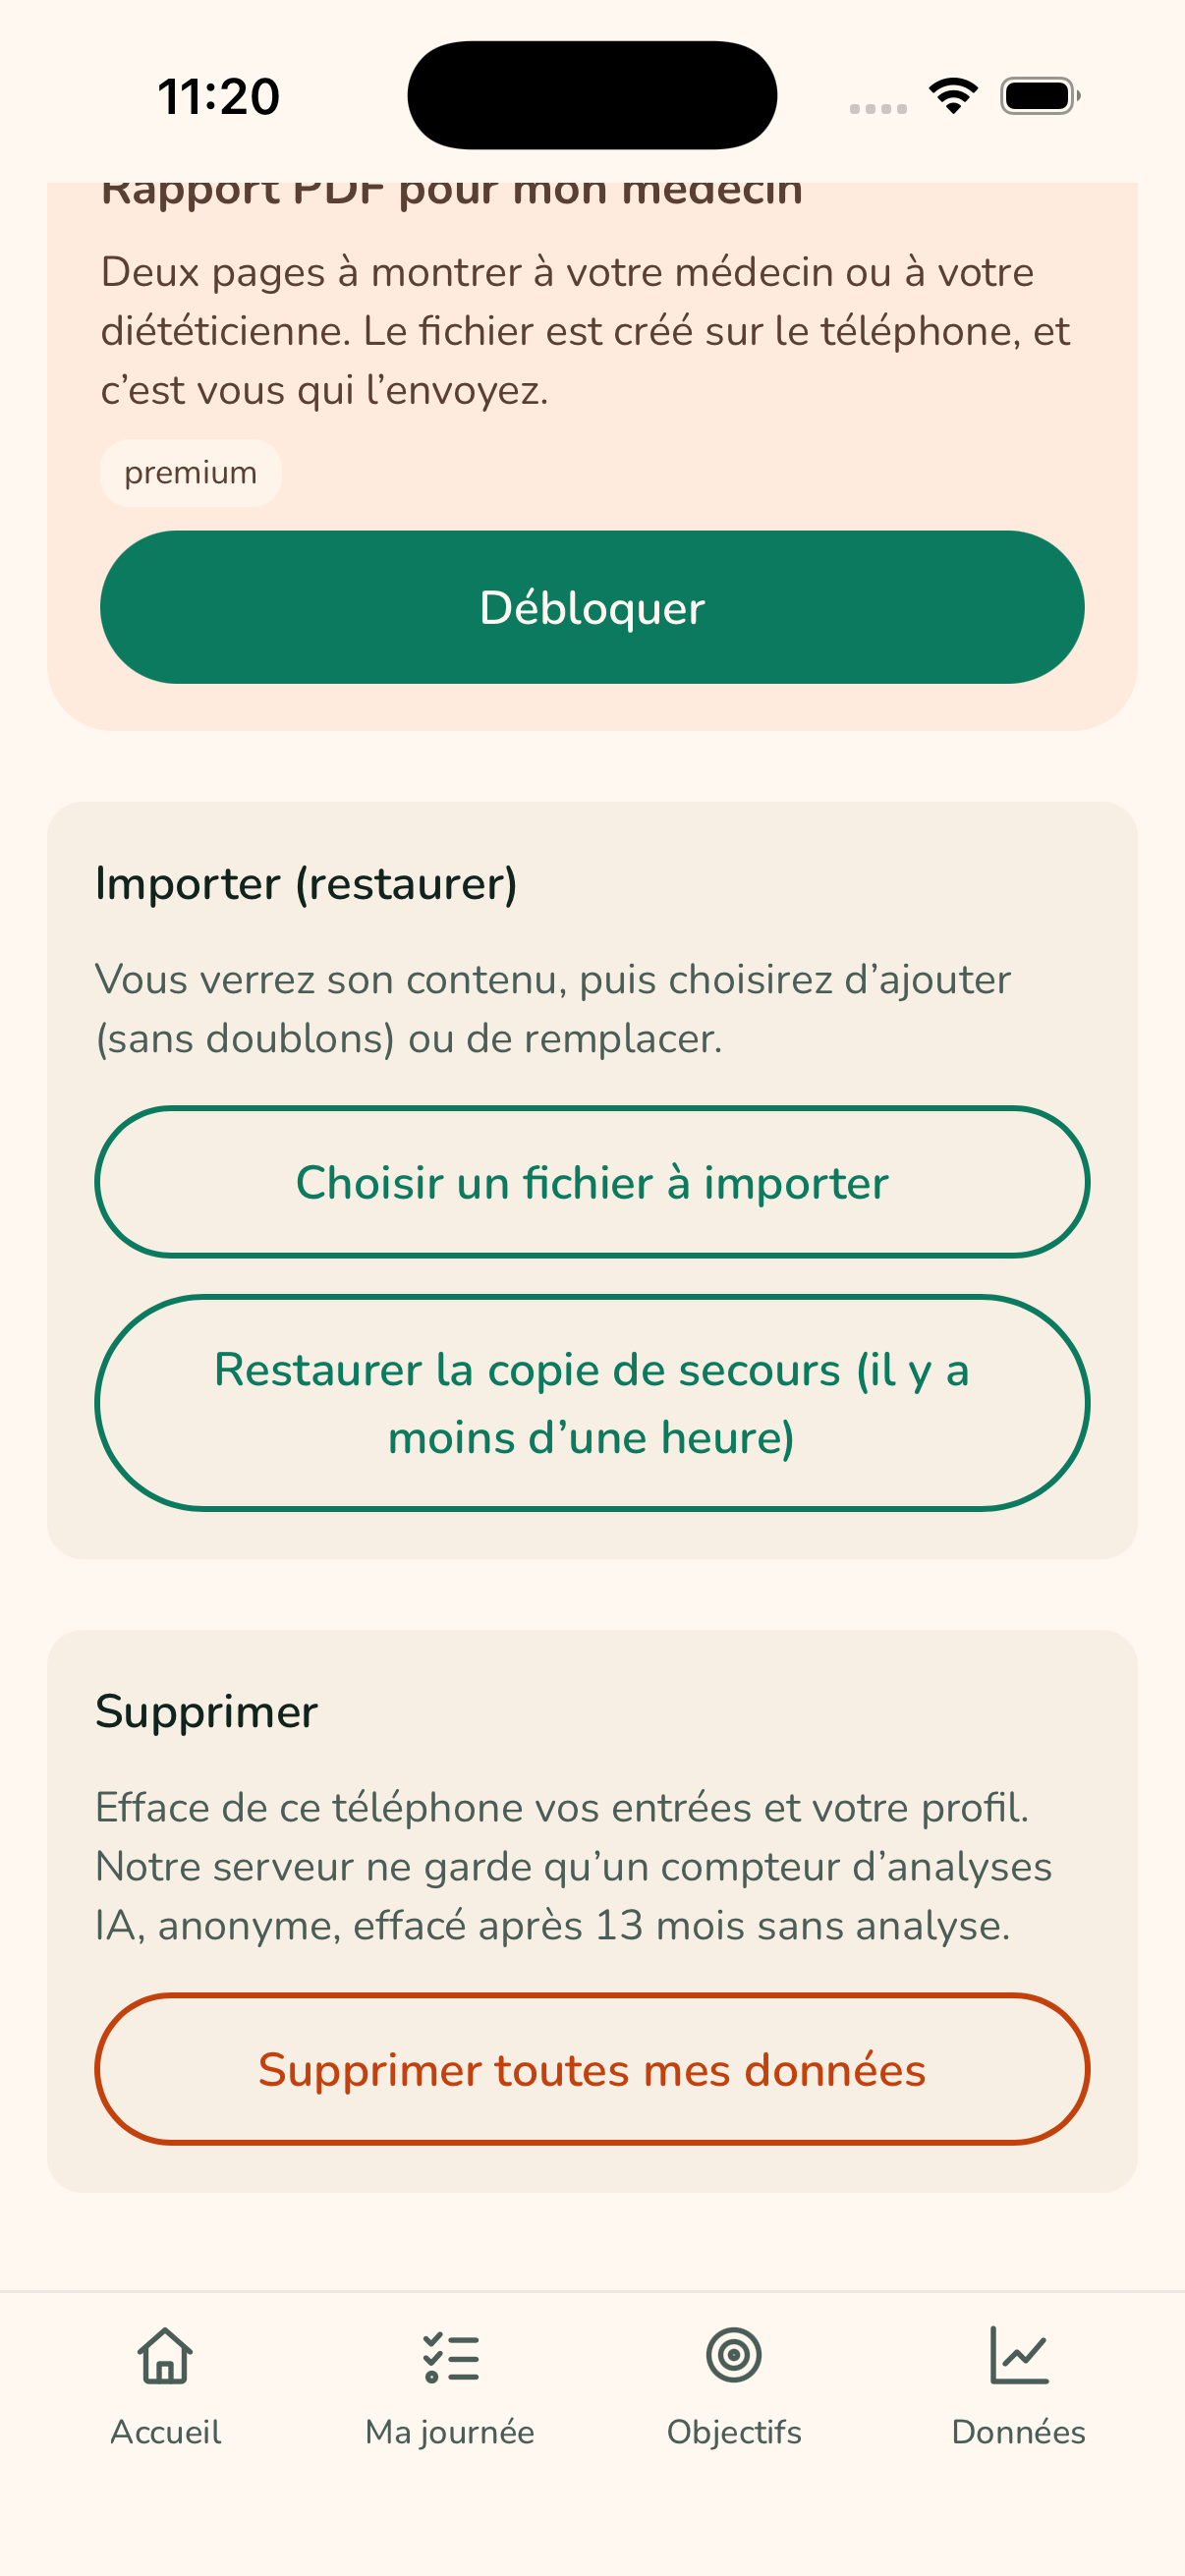 11:20
Rapport PDF pour mon médecin
Deux pages à montrer à votre médecin ou à votre
diététicienne. Le fichier est créé sur le téléphone, et
c’est vous qui l’envoyez.
premium
Débloquer
Importer (restaurer)
Vous verrez son contenu, puis choisirez d’ajouter
(sans doublons) ou de remplacer.
Choisir un fichier à importer
Restaurer la copie de secours (il y a
moins d’une heure)
Supprimer
Efface de ce téléphone vos entrées et votre profil.
Notre serveur ne garde qu’un compteur d’analyses
IA, anonyme, effacé après 13 mois sans analyse.
Supprimer toutes mes données
Accueil
Ma journée
Objectifs
Données